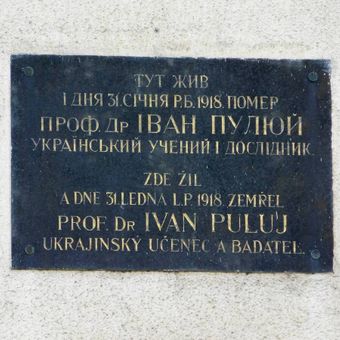 ТУТ ЖИВ
І ДНЯ 31.СІЧНЯ Р.Б.1918. ПОМЕР
ПРОФ. ДР ІВАН ПУЛЮЙ
УКРАЇНСЬКИЙ УЧЕНИЙ І ДОСЛІДНИК.
ZDE ŽIL
A DNE 31.LEDNA L.P. 1918. ZEMŘEL
PROF. DR IVAN PULUJ
UKRAJINSKÝ UČENEC A BADATEL.